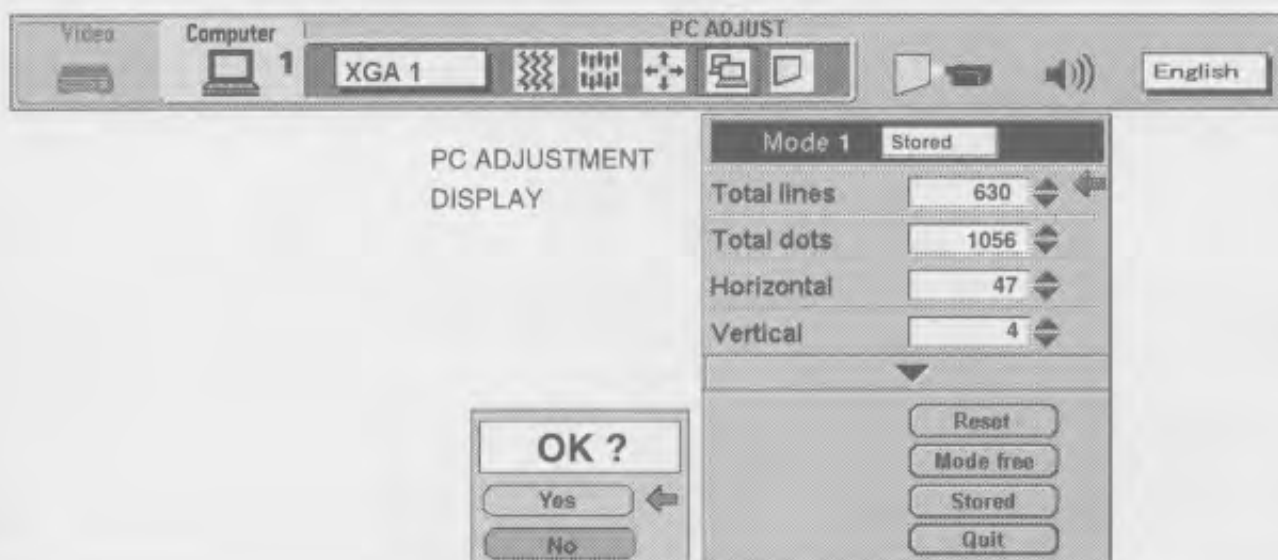 PC ADJUST
Video
Computer
1
XGA 1
English
PC ADJUSTMENT
DISPLAY
Mode 1 Stored
Total lines 630
Total dots 1056
Horizontal 47
Vertical 4
OK ?
Yes
No
Reset
Mode free
Stored
Quit